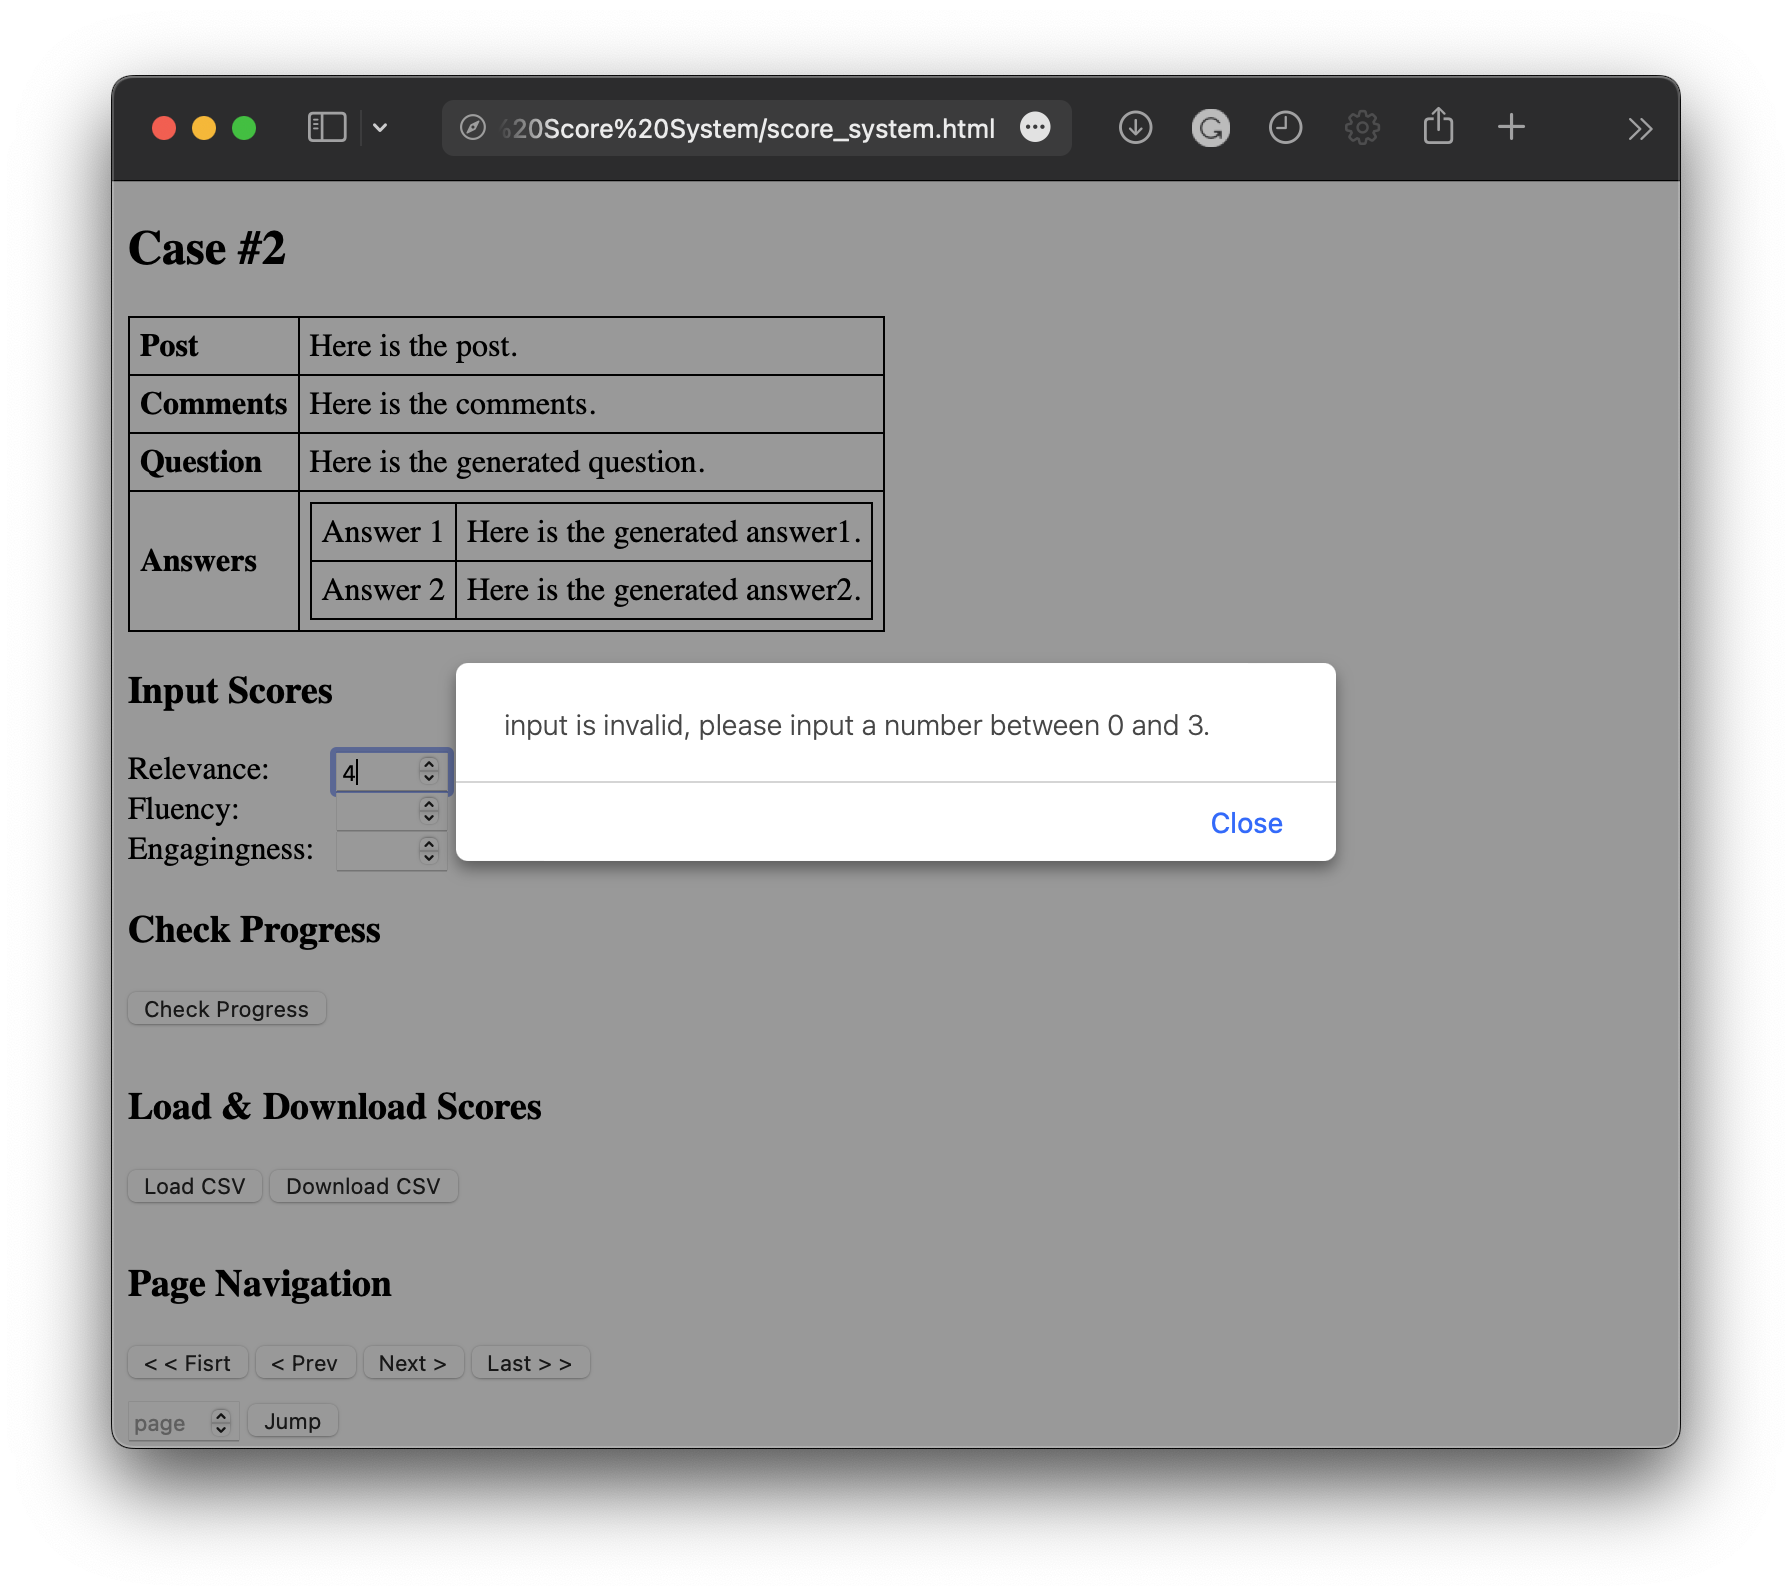 %20Score%20System/score_system.html
Case #2
Post Here is the post.
Comments Here is the comments.
Question Here is the generated question.
Answers
Answer 1 Here is the generated answer1.
Answer 2 Here is the generated answer2.
Input Scores
input is invalid, please input a number between 0 and 3.
Close
Relevance: 4
Fluency:
Engagingness:
Check Progress
Check Progress
Load & Download Scores
Load CSV Download CSV
Page Navigation
< < Fisrt < Prev Next > Last > >
page Jump